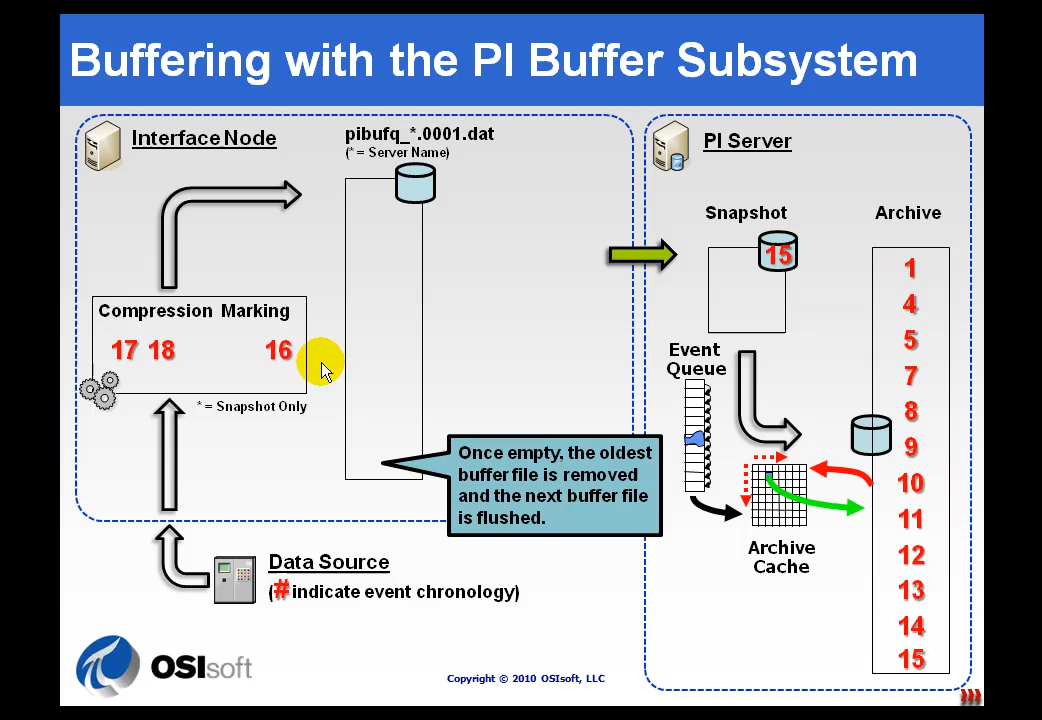 Buffering with the PI Buffer Subsystem
Interface Node
pibufq_*.0001.dat
(* = Server Name)
PI Server
Snapshot
Archive
15
1
4
5
7
8
9
10
11
12
13
14
15
Compression Marking
17 18 16
* = Snapshot Only
Event
Queue
Once empty, the oldest
buffer file is removed
and the next buffer file
is flushed.
Archive
Cache
Data Source
(# indicate event chronology)
OSIsoft
Copyright © 2010 OSIsoft, LLC